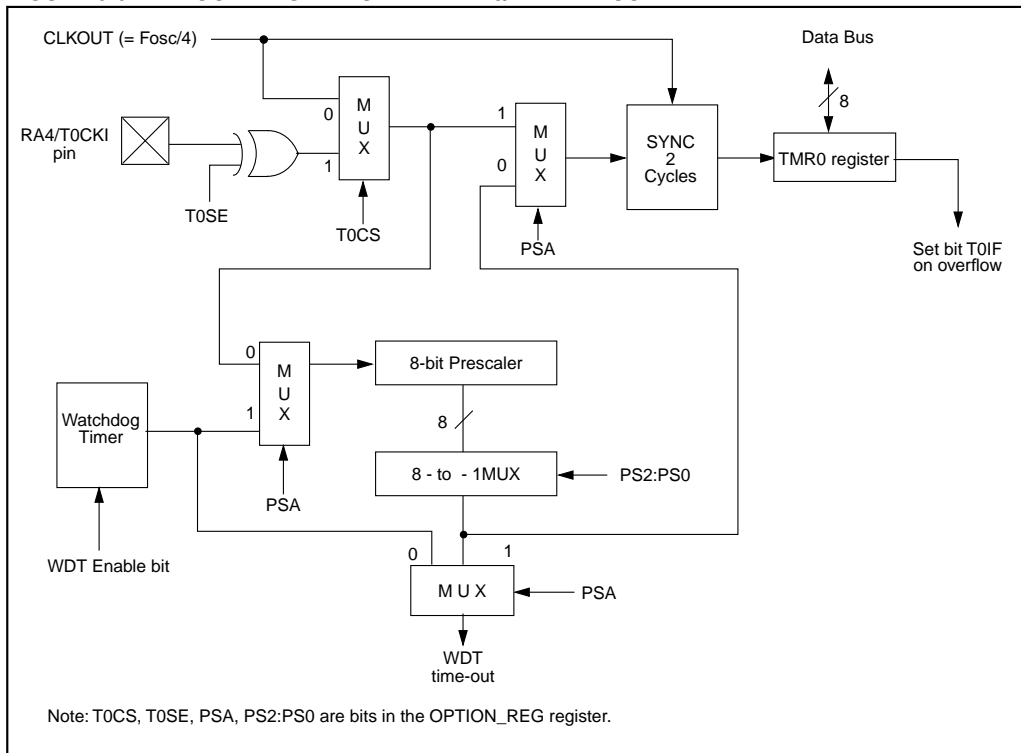 CLKOUT (= Fosc/4)
Data Bus
8
RA4/T0CKI
pin
T0SE
0
1
M
U
X
T0CS
1
0
M
U
X
PSA
SYNC
2
Cycles
TMR0 register
Set bit T0IF
on overflow
0
1
M
U
X
PSA
8-bit Prescaler
8
8 - to - 1MUX
PS2:PS0
Watchdog
Timer
WDT Enable bit
0
1
M U X
PSA
WDT
time-out
Note: T0CS, T0SE, PSA, PS2:PS0 are bits in the OPTION_REG register.